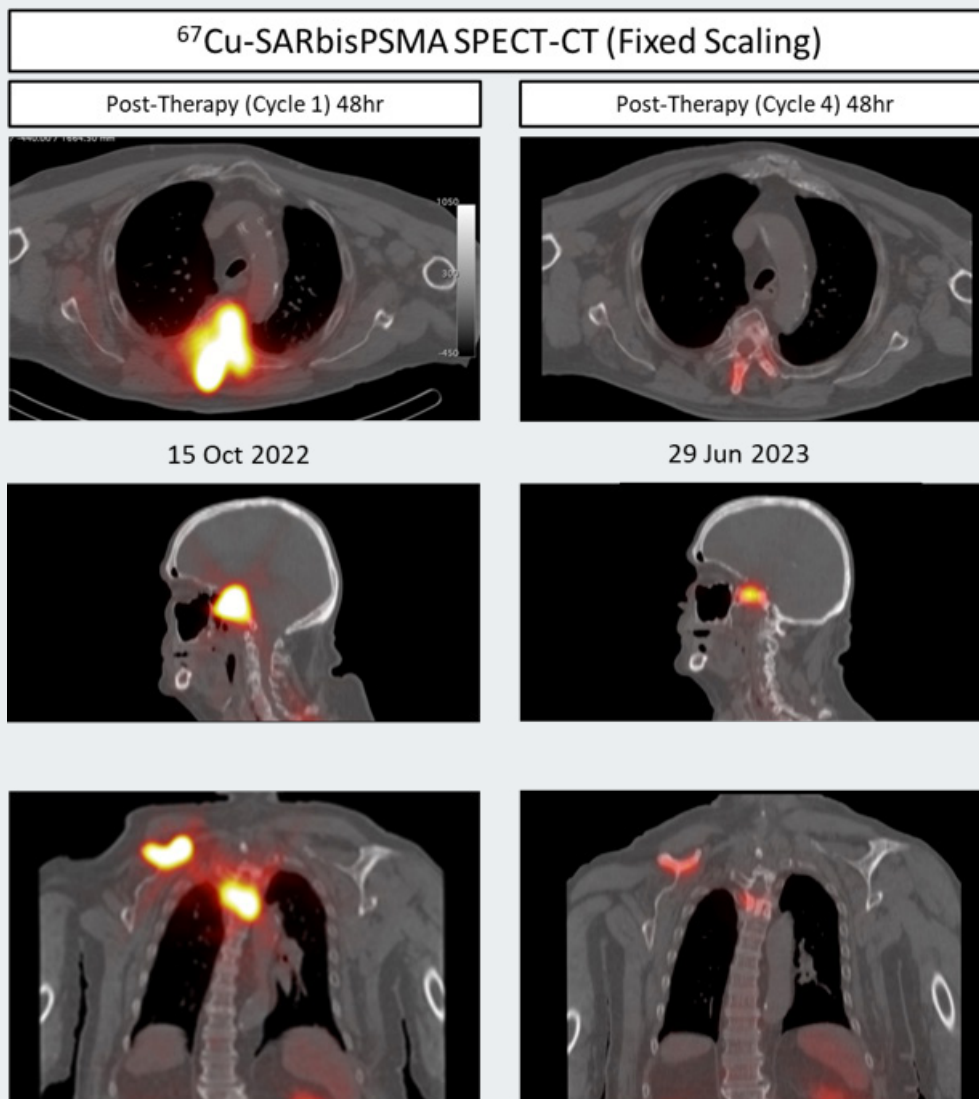 ⁶⁷Cu-SARbisPSMA SPECT-CT (Fixed Scaling)
Post-Therapy (Cycle 1) 48hr
Post-Therapy (Cycle 4) 48hr
1050
300
-450
15 Oct 2022
29 Jun 2023